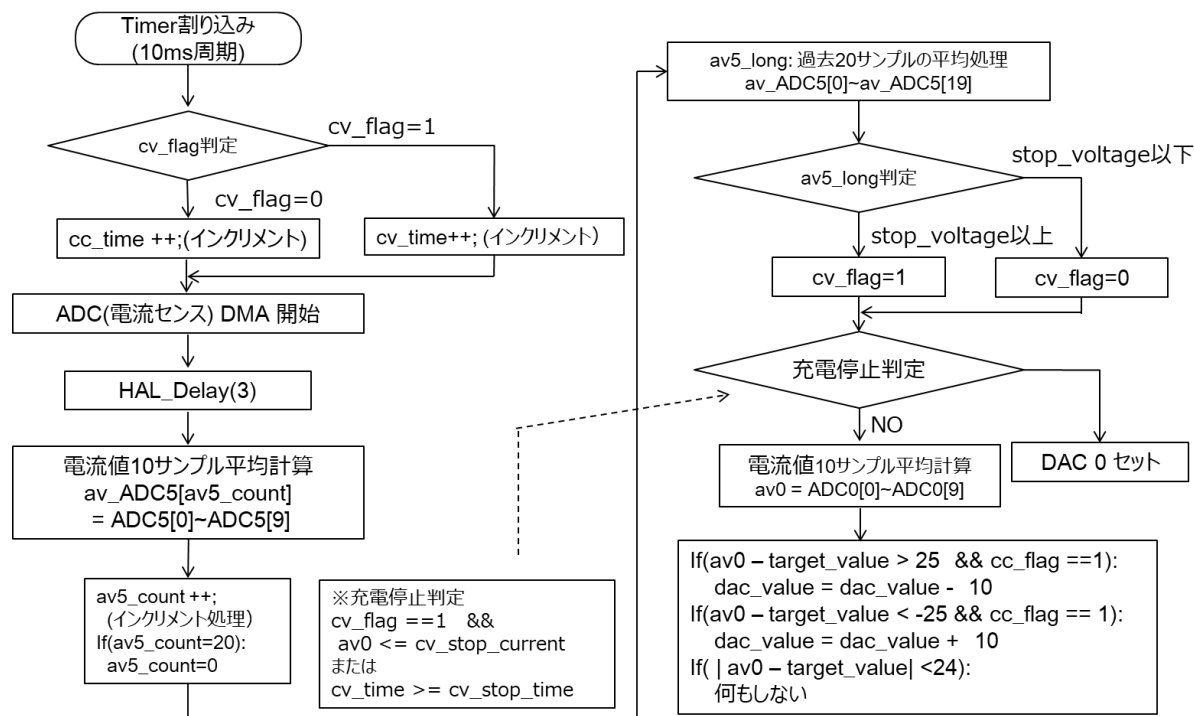 Timer割り込み
(10ms周期)
cv_flag判定
cv_flag=1
cv_flag=0
cc_time ++;(インクリメント)
cv_time++; (インクリメント)
ADC(電流センス) DMA 開始
HAL_Delay(3)
電流値10サンプル平均計算
av_ADC5[av5_count]
= ADC5[0]~ADC5[9]
av5_count ++;
(インクリメント処理)
If(av5_count=20):
av5_count=0
※充電停止判定
cv_flag ==1 &&
av0 <= cv_stop_current
または
cv_time >= cv_stop_time
av5_long: 過去20サンプルの平均処理
av_ADC5[0]~av_ADC5[19]
av5_long判定
stop_voltage以下
stop_voltage以上
cv_flag=1
cv_flag=0
充電停止判定
NO
DAC 0 セット
電流値10サンプル平均計算
av0 = ADC0[0]~ADC0[9]
If(av0 – target_value > 25 && cc_flag ==1):
dac_value = dac_value - 10
If(av0 – target_value < -25 && cc_flag == 1):
dac_value = dac_value + 10
If( | av0 – target_value| <24):
何もしない